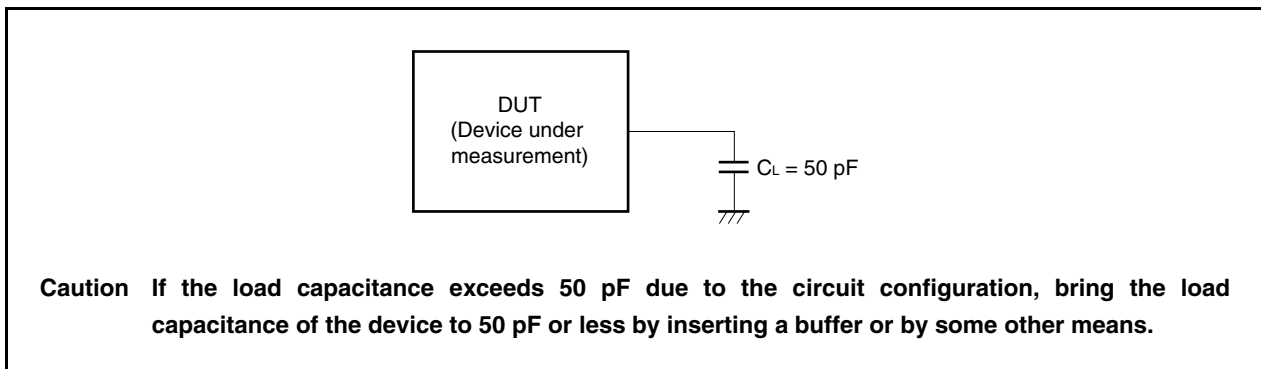 DUT
(Device under
measurement)
CL = 50 pF
Caution If the load capacitance exceeds 50 pF due to the circuit configuration, bring the load
capacitance of the device to 50 pF or less by inserting a buffer or by some other means.